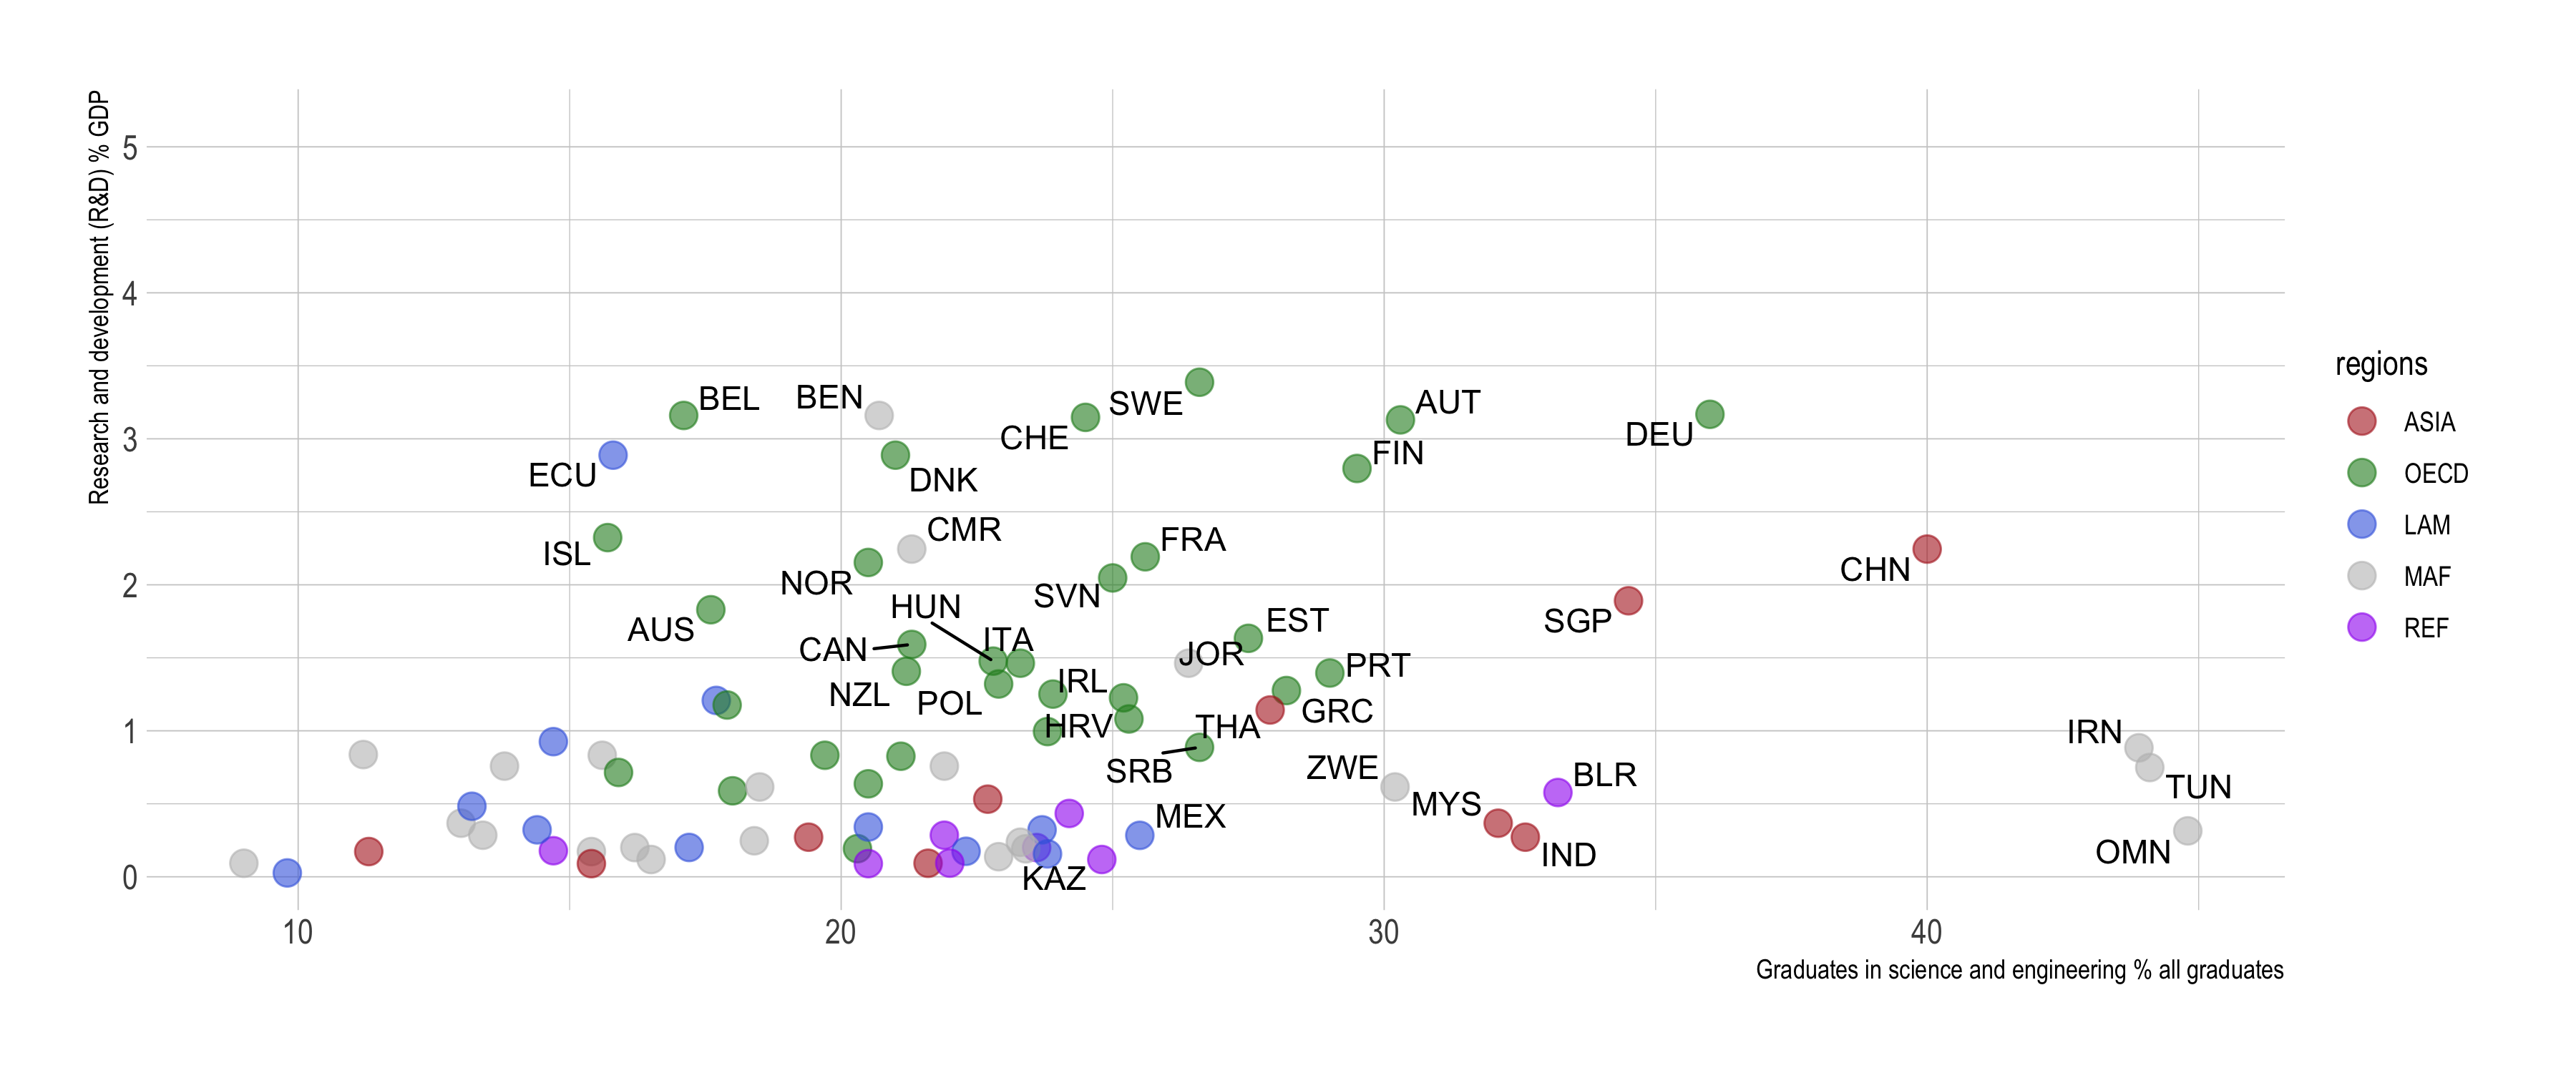 Research and development (R&D) % GDP
5
4
3
2
1
0
10
20
30
40
Graduates in science and engineering % all graduates
BEL
BEN
SWE
AUT
CHE
DEU
FIN
ECU
DNK
CMR
FRA
ISL
NOR
SVN
CHN
HUN
SGP
AUS
ITA
EST
CAN
JOR
PRT
NZL
POL
IRL
GRC
HRV
THA
IRN
SRB
ZWE
BLR
TUN
MYS
MEX
IND
OMN
KAZ
regions
ASIA
OECD
LAM
MAF
REF